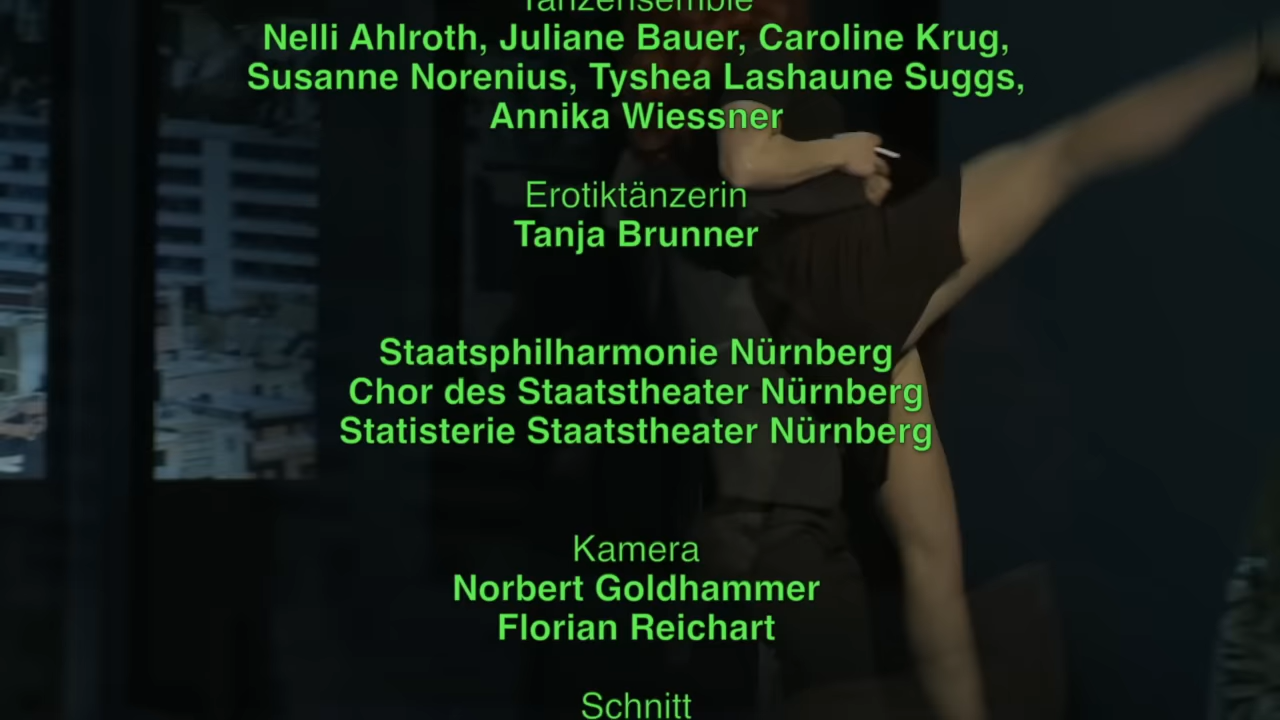 Tanzensemble
Nelli Ahlroth, Juliane Bauer, Caroline Krug,
Susanne Norenius, Tyshea Lashaune Suggs,
Annika Wiessner
Erotiktänzerin
Tanja Brunner
Staatsphilharmonie Nürnberg
Chor des Staatstheater Nürnberg
Statisterie Staatstheater Nürnberg
Kamera
Norbert Goldhammer
Florian Reichart
Schnitt